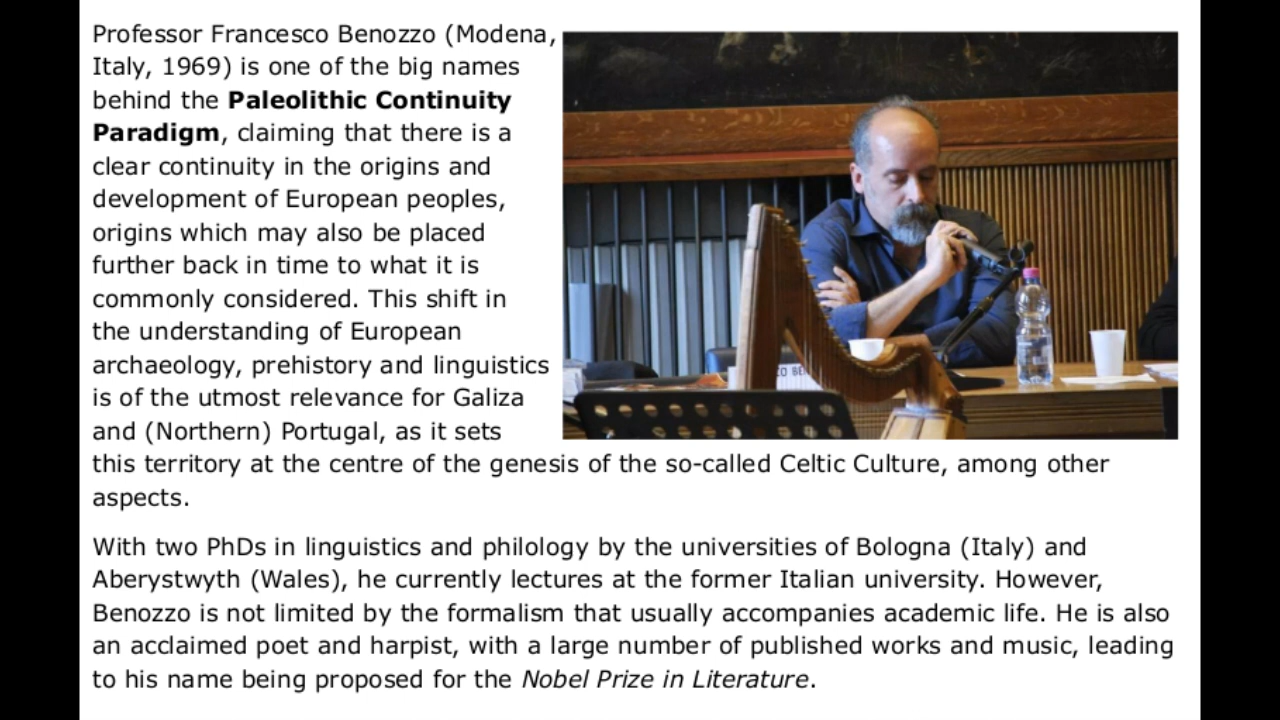 Professor Francesco Benozzo (Modena,
Italy, 1969) is one of the big names
behind the Paleolithic Continuity
Paradigm, claiming that there is a
clear continuity in the origins and
development of European peoples,
origins which may also be placed
further back in time to what it is
commonly considered. This shift in
the understanding of European
archaeology, prehistory and linguistics
is of the utmost relevance for Galiza
and (Northern) Portugal, as it sets
this territory at the centre of the genesis of the so-called Celtic Culture, among other
aspects.
With two PhDs in linguistics and philology by the universities of Bologna (Italy) and
Aberystwyth (Wales), he currently lectures at the former Italian university. However,
Benozzo is not limited by the formalism that usually accompanies academic life. He is also
an acclaimed poet and harpist, with a large number of published works and music, leading
to his name being proposed for the Nobel Prize in Literature.